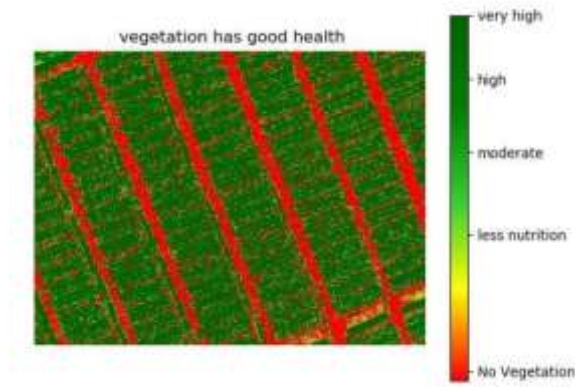 vegetation has good health
very high
high
moderate
less nutrition
No Vegetation